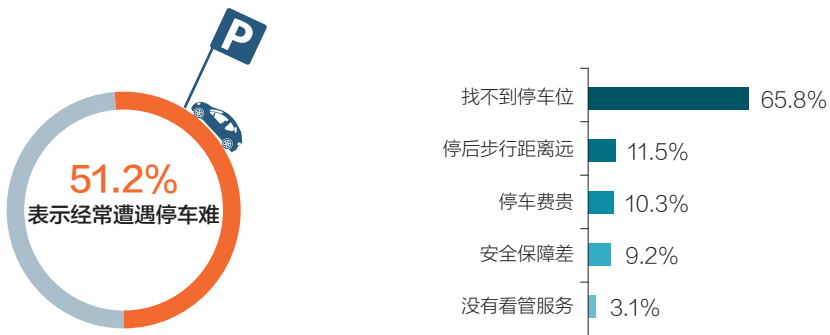 P
51.2%
表示经常遭遇停车难
找不到停车位 65.8%
停后步行距离远 11.5%
停车费贵 10.3%
安全保障差 9.2%
没有看管服务 3.1%